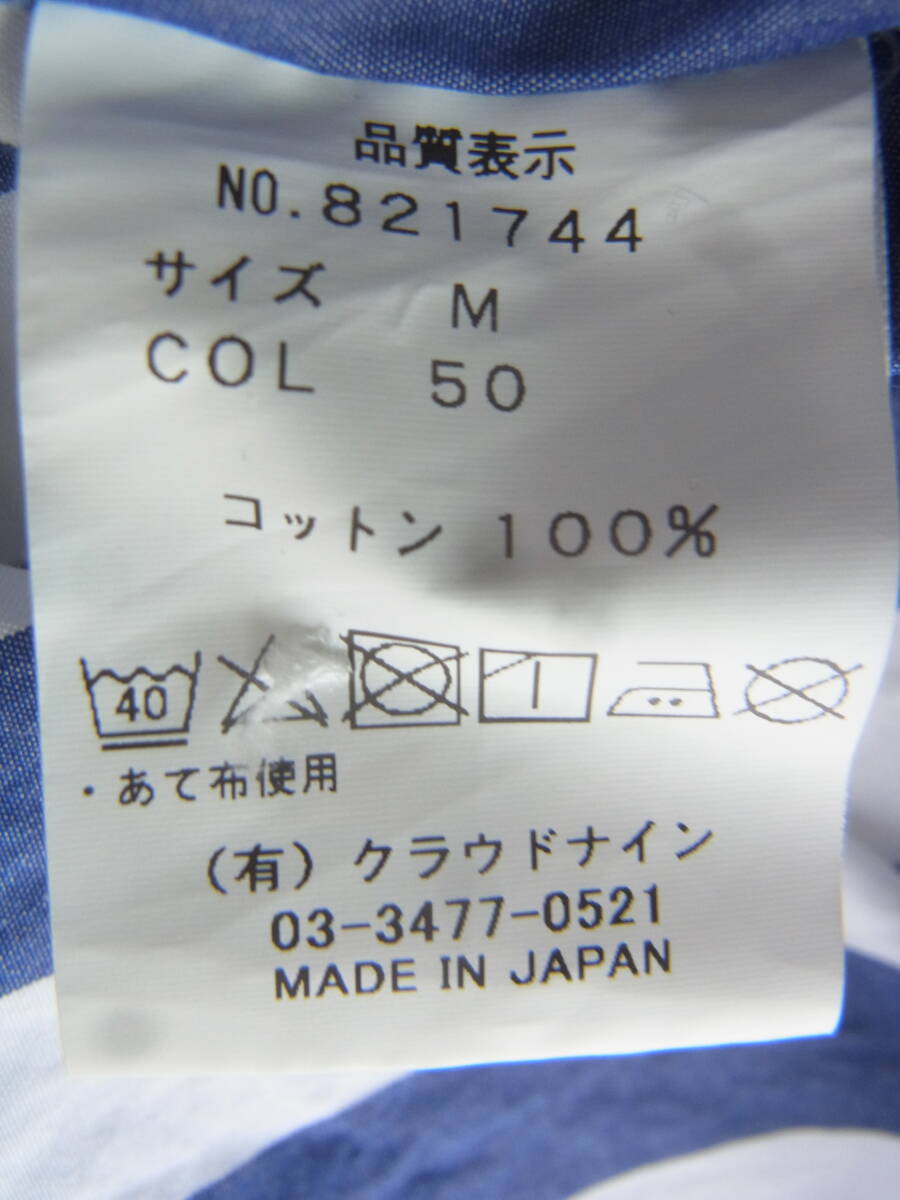 品質表示
NO.821744
サイズ M
COL 50
コットン 100%
40
・あて布使用
(有)クラウドナイン
03-3477-0521
MADE IN JAPAN